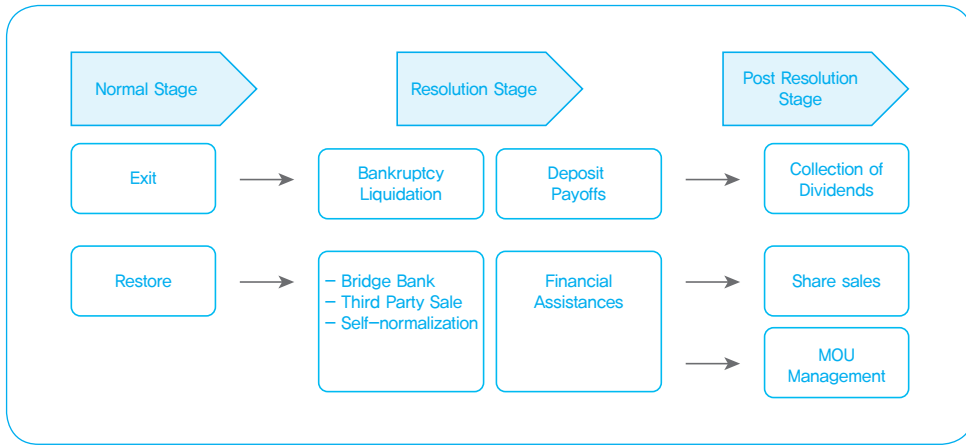 Normal Stage
Resolution Stage
Post Resolution
Stage
Exit
Bankruptcy
Liquidation
Deposit
Payoffs
Collection of
Dividends
Restore
– Bridge Bank
– Third Party Sale
– Self-normalization
Financial
Assistances
Share sales
MOU
Management